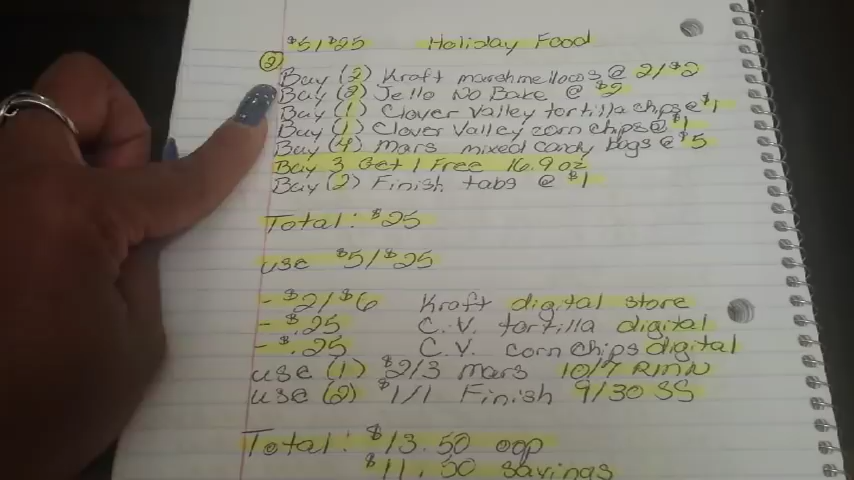 $5/$25 Holiday Food
2
Buy (2) Kraft marshmellows @ 2/$2
Buy (2) Jello No Bake @ $2
Buy (1) Clover Valley tortilla chips @ $1
Buy (1) Clover Valley corn chips @ $1
Buy (4) Mars mixed candy bags @ $5
Buy 3 Get 1 Free 16.9 oz
Buy (2) Finish tabs @ $1
Total: $25
use $5/$25
- $2/$6 Kraft digital store
- $.25 C.V. tortilla digital
- $.25 C.V. corn chips digital
use (1) $2/3 Mars 10/7 RMN
use (2) $1/1 Finish 9/30 SS
Total: $13.50 oop
$11.50 savings